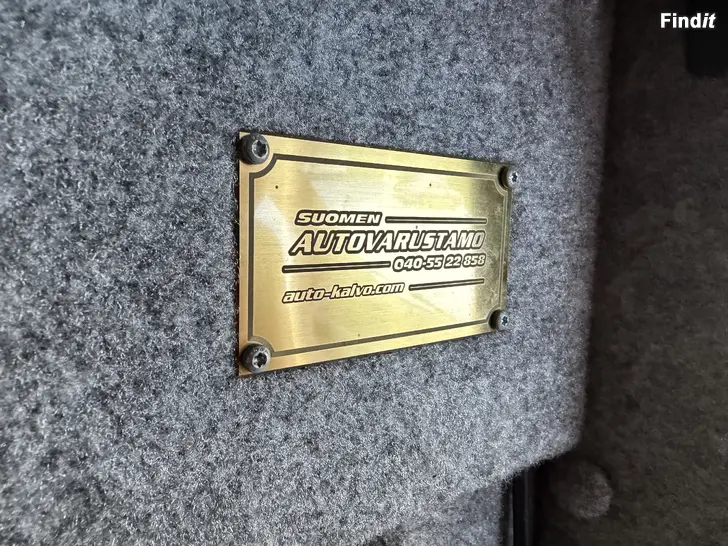 Findit
SUOMEN
AUTOVARUSTAMO
040-55 22 858
auto-kalvo.com